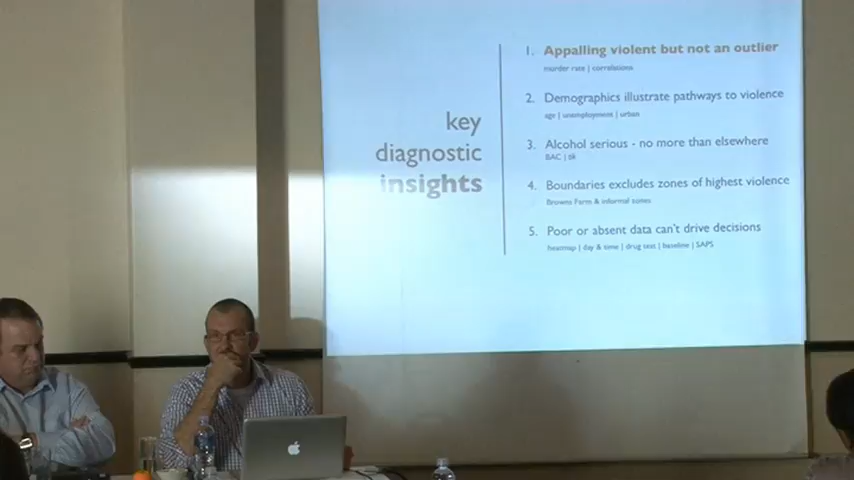 key
diagnostic
insights
1. Appalling violent but not an outlier
murder rate | correlations
2. Demographics illustrate pathways to violence
age | unemployment | urban
3. Alcohol serious - no more than elsewhere
BAC |
4. Boundaries excludes zones of highest violence
Browns Farm & informal zones
5. Poor or absent data can't drive decisions
heatmap | day & time | drug test | baseline | SAPS